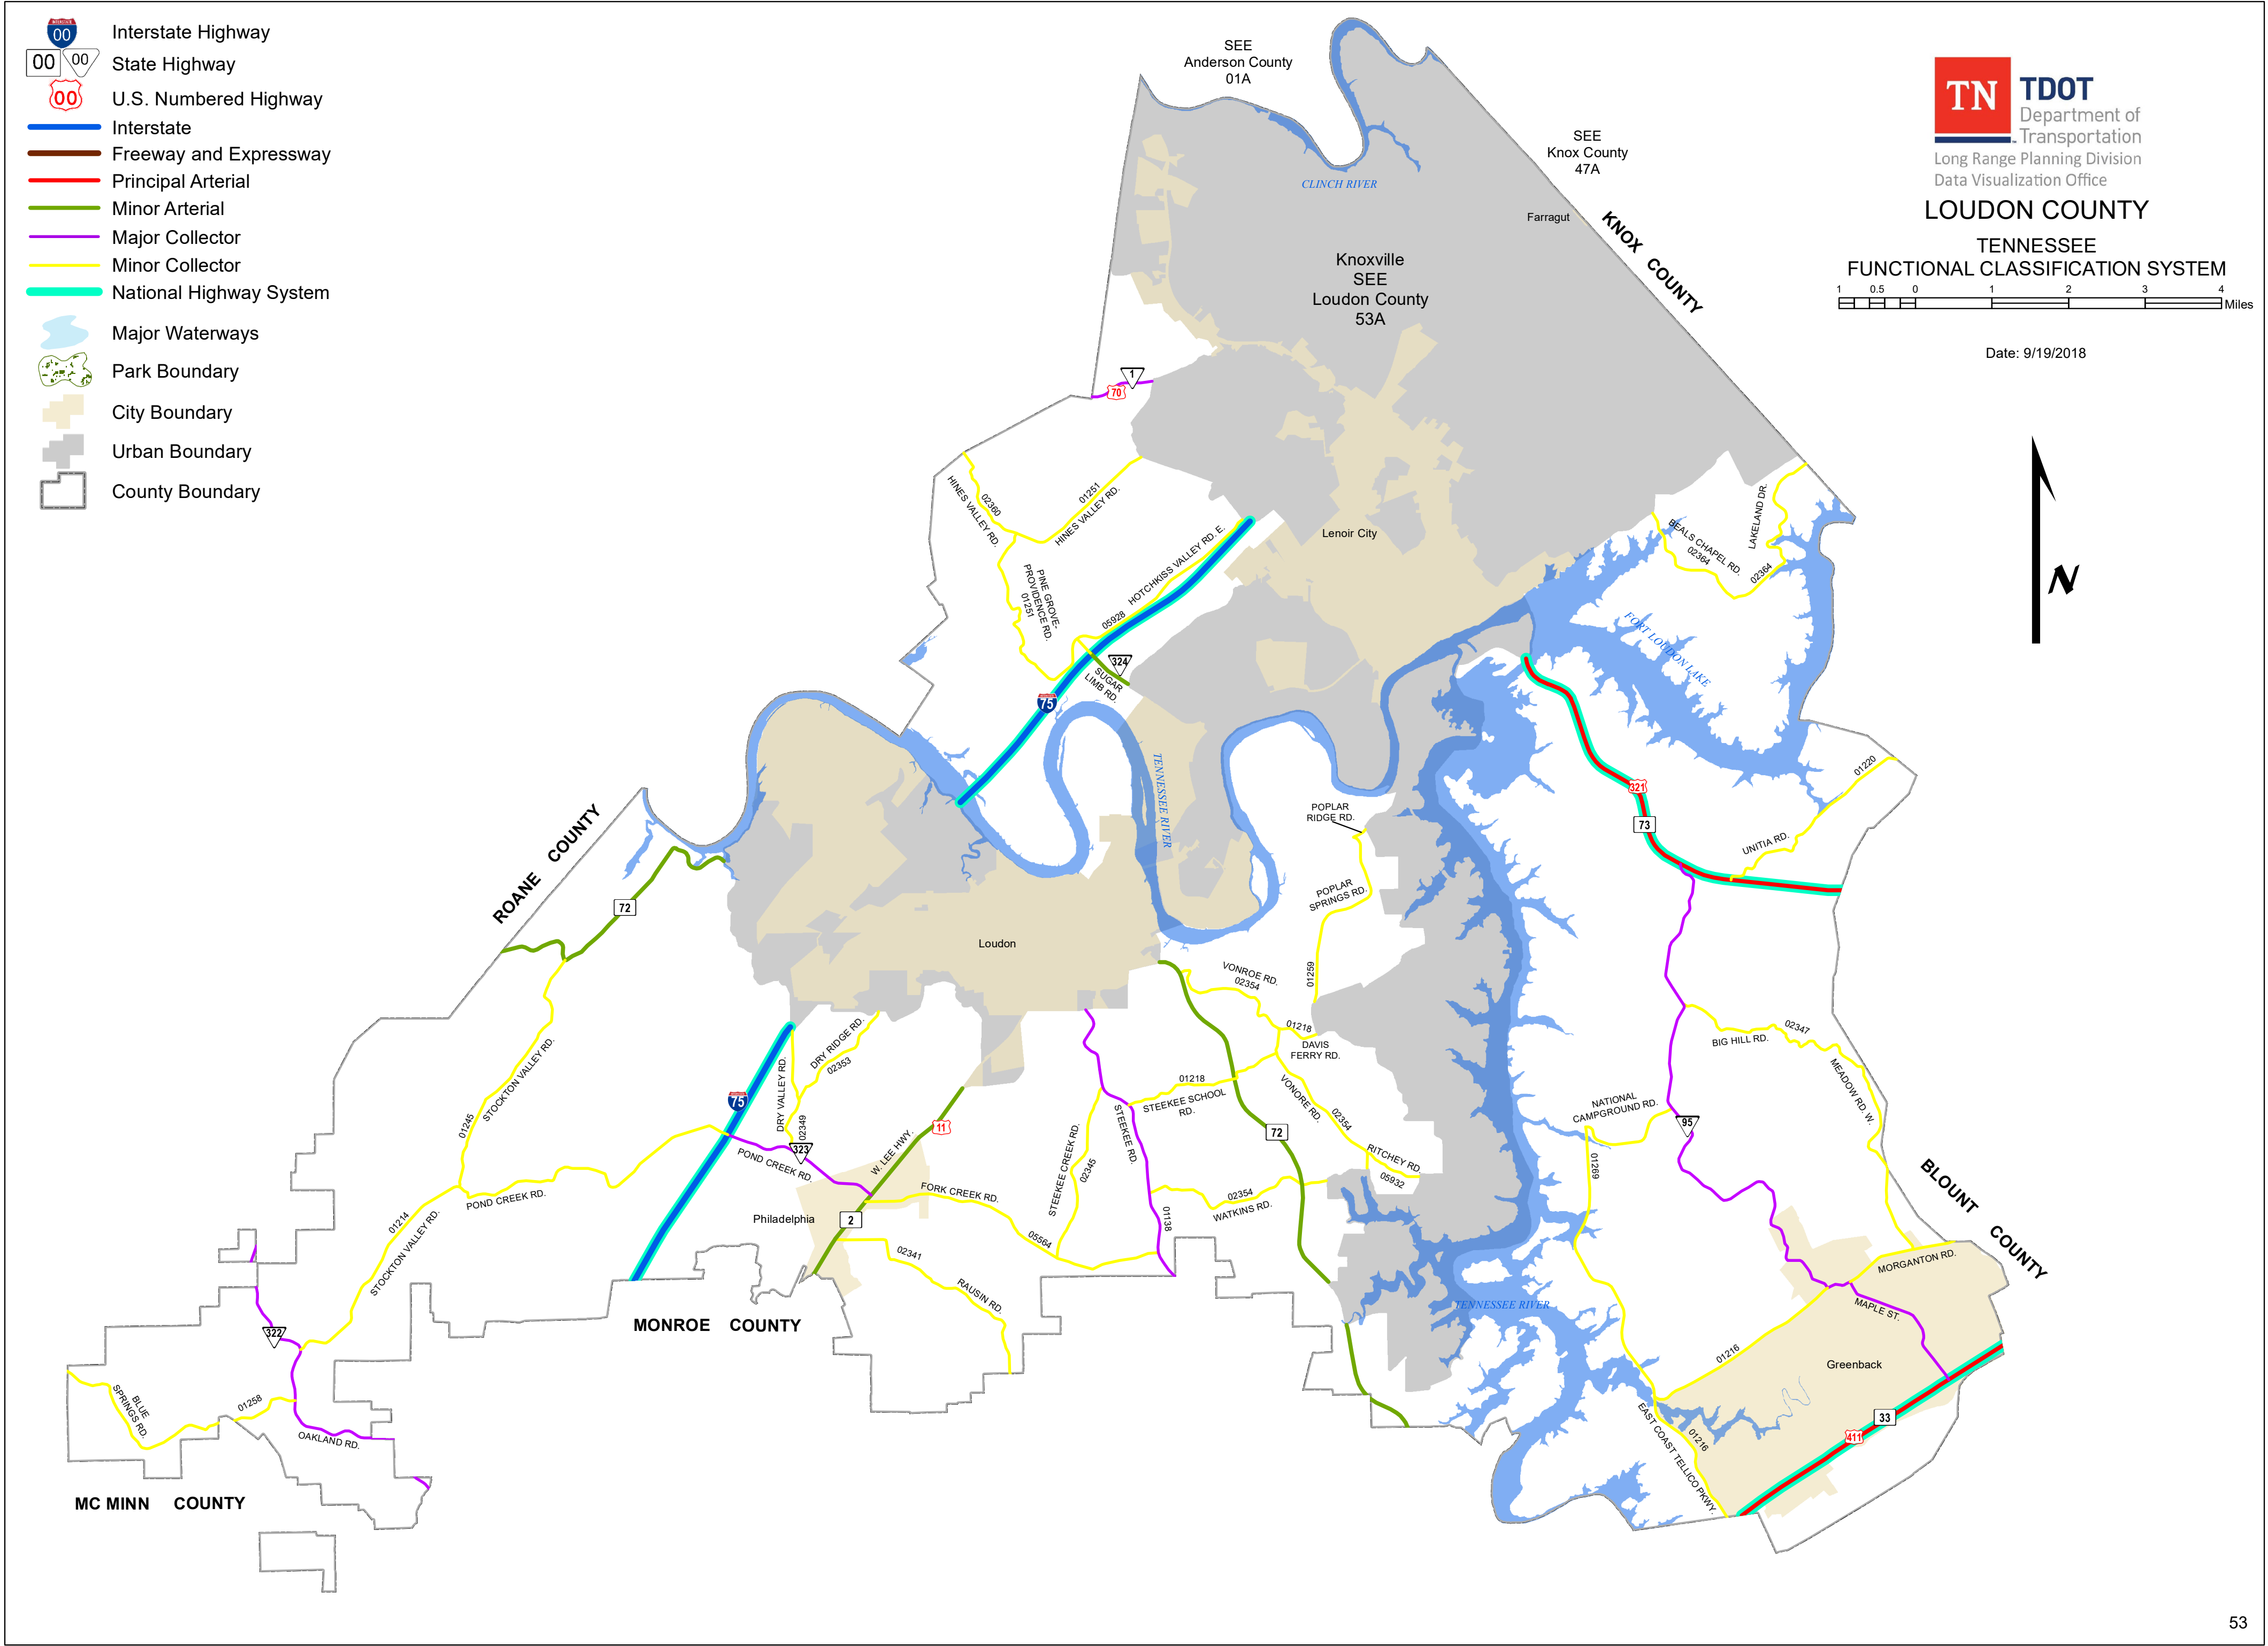 00
Interstate Highway
00 00
State Highway
00
U.S. Numbered Highway
Interstate
Freeway and Expressway
Principal Arterial
Minor Arterial
Major Collector
Minor Collector
National Highway System
Major Waterways
Park Boundary
City Boundary
Urban Boundary
County Boundary
SEE
Anderson County
01A
SEE
Knox County
47A
TN
TDOT
Department of
Transportation
Long Range Planning Division
Data Visualization Office
LOUDON COUNTY
TENNESSEE
FUNCTIONAL CLASSIFICATION SYSTEM
1 0.5 0 1 2 3 4
Miles
Date: 9/19/2018
N
CLINCH RIVER
Farragut
KNOX COUNTY
Knoxville
SEE
Loudon County
53A
1
70
HINES VALLEY RD.
02360
01251
HINES VALLEY RD.
PINE GROVE-
PROVIDENCE RD.
01251
HOTCHKISS VALLEY RD. E.
05928
Lenoir City
324
SUGAR
LIMB RD.
75
BEALS CHAPEL RD.
02364
LAKELAND DR.
02364
FORT LOUDON LAKE
TENNESSEE RIVER
321
73
01220
UNITIA RD.
POPLAR
RIDGE RD.
POPLAR
SPRINGS RD.
01259
ROANE COUNTY
72
Loudon
VONROE RD.
02354
01218
DAVIS
FERRY RD.
STOCKTON VALLEY RD.
01245
DRY RIDGE RD.
02353
DRY VALLEY RD.
02349
75
323
POND CREEK RD.
W. LEE HWY.
11
01218
STEEKEE SCHOOL
RD.
STEEKEE RD.
STEEKEE CREEK RD.
02345
VONORE RD.
02354
72
RITCHEY RD.
05932
02354
WATKINS RD.
01138
NATIONAL
CAMPGROUND RD.
01269
95
BIG HILL RD.
02347
MEADOW RD. W.
BLOUNT COUNTY
POND CREEK RD.
01214
STOCKTON VALLEY RD.
Philadelphia
2
FORK CREEK RD.
05564
02341
RAUSIN RD.
MORGANTON RD.
MAPLE ST.
TENNESSEE RIVER
MONROE COUNTY
322
01216
Greenback
BLUE
SPRINGS RD.
01258
OAKLAND RD.
EAST COAST TELLICO PKWY.
01216
33
411
MC MINN COUNTY
53